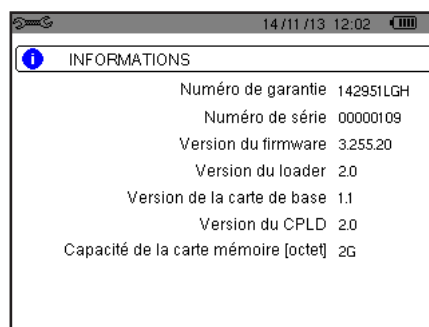 14/11/13 12:02
INFORMATIONS
Numéro de garantie 142951LGH
Numéro de série 00000109
Version du firmware 3.255.20
Version du loader 2.0
Version de la carte de base 1.1
Version du CPLD 2.0
Capacité de la carte mémoire [octet] 2G